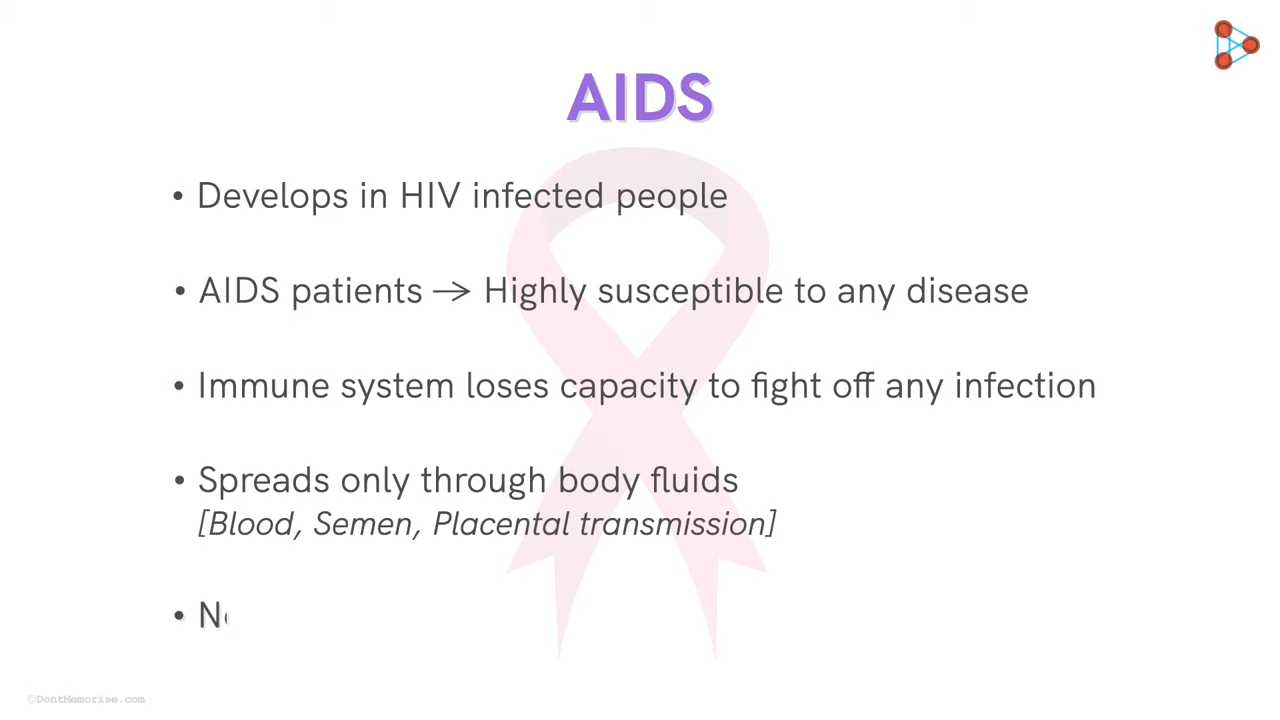 AIDS
• Develops in HIV infected people
• AIDS patients → Highly susceptible to any disease
• Immune system loses capacity to fight off any infection
• Spreads only through body fluids
[Blood, Semen, Placental transmission]
•
©DontMemorise.com